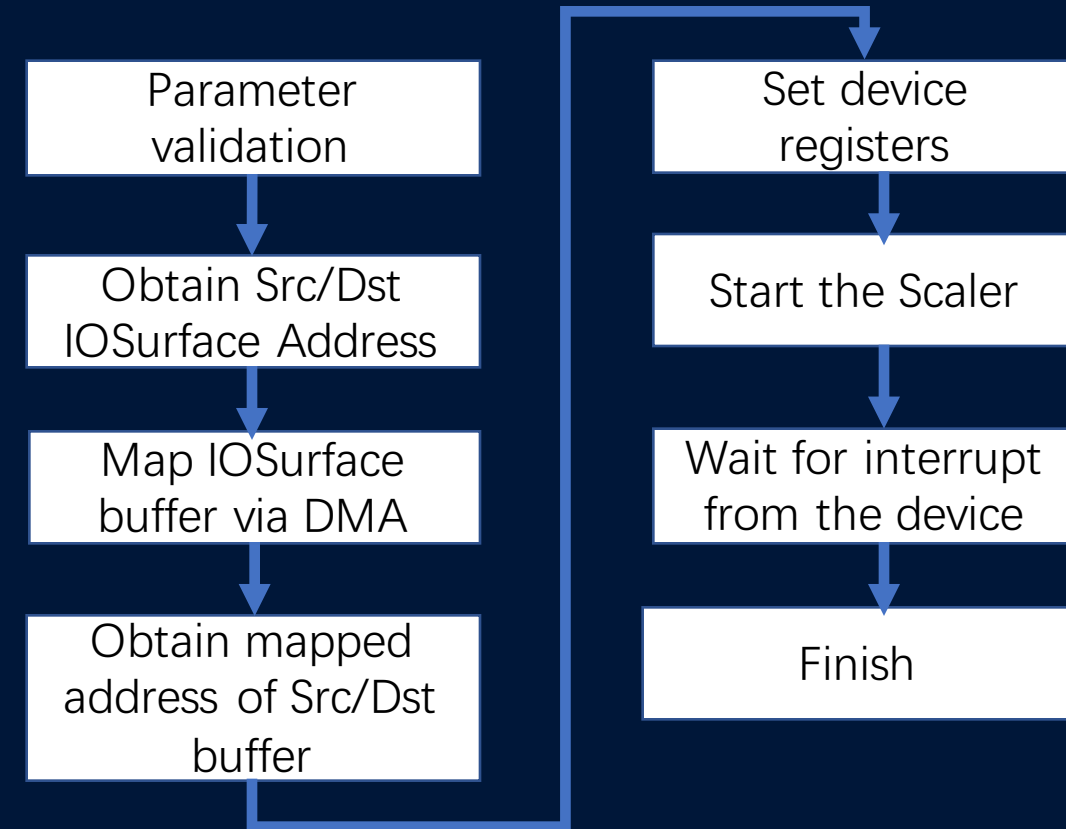 Parameter
validation
Obtain Src/Dst
IOSurface Address
Map IOSurface
buffer via DMA
Obtain mapped
address of Src/Dst
buffer
Set device
registers
Start the Scaler
Wait for interrupt
from the device
Finish